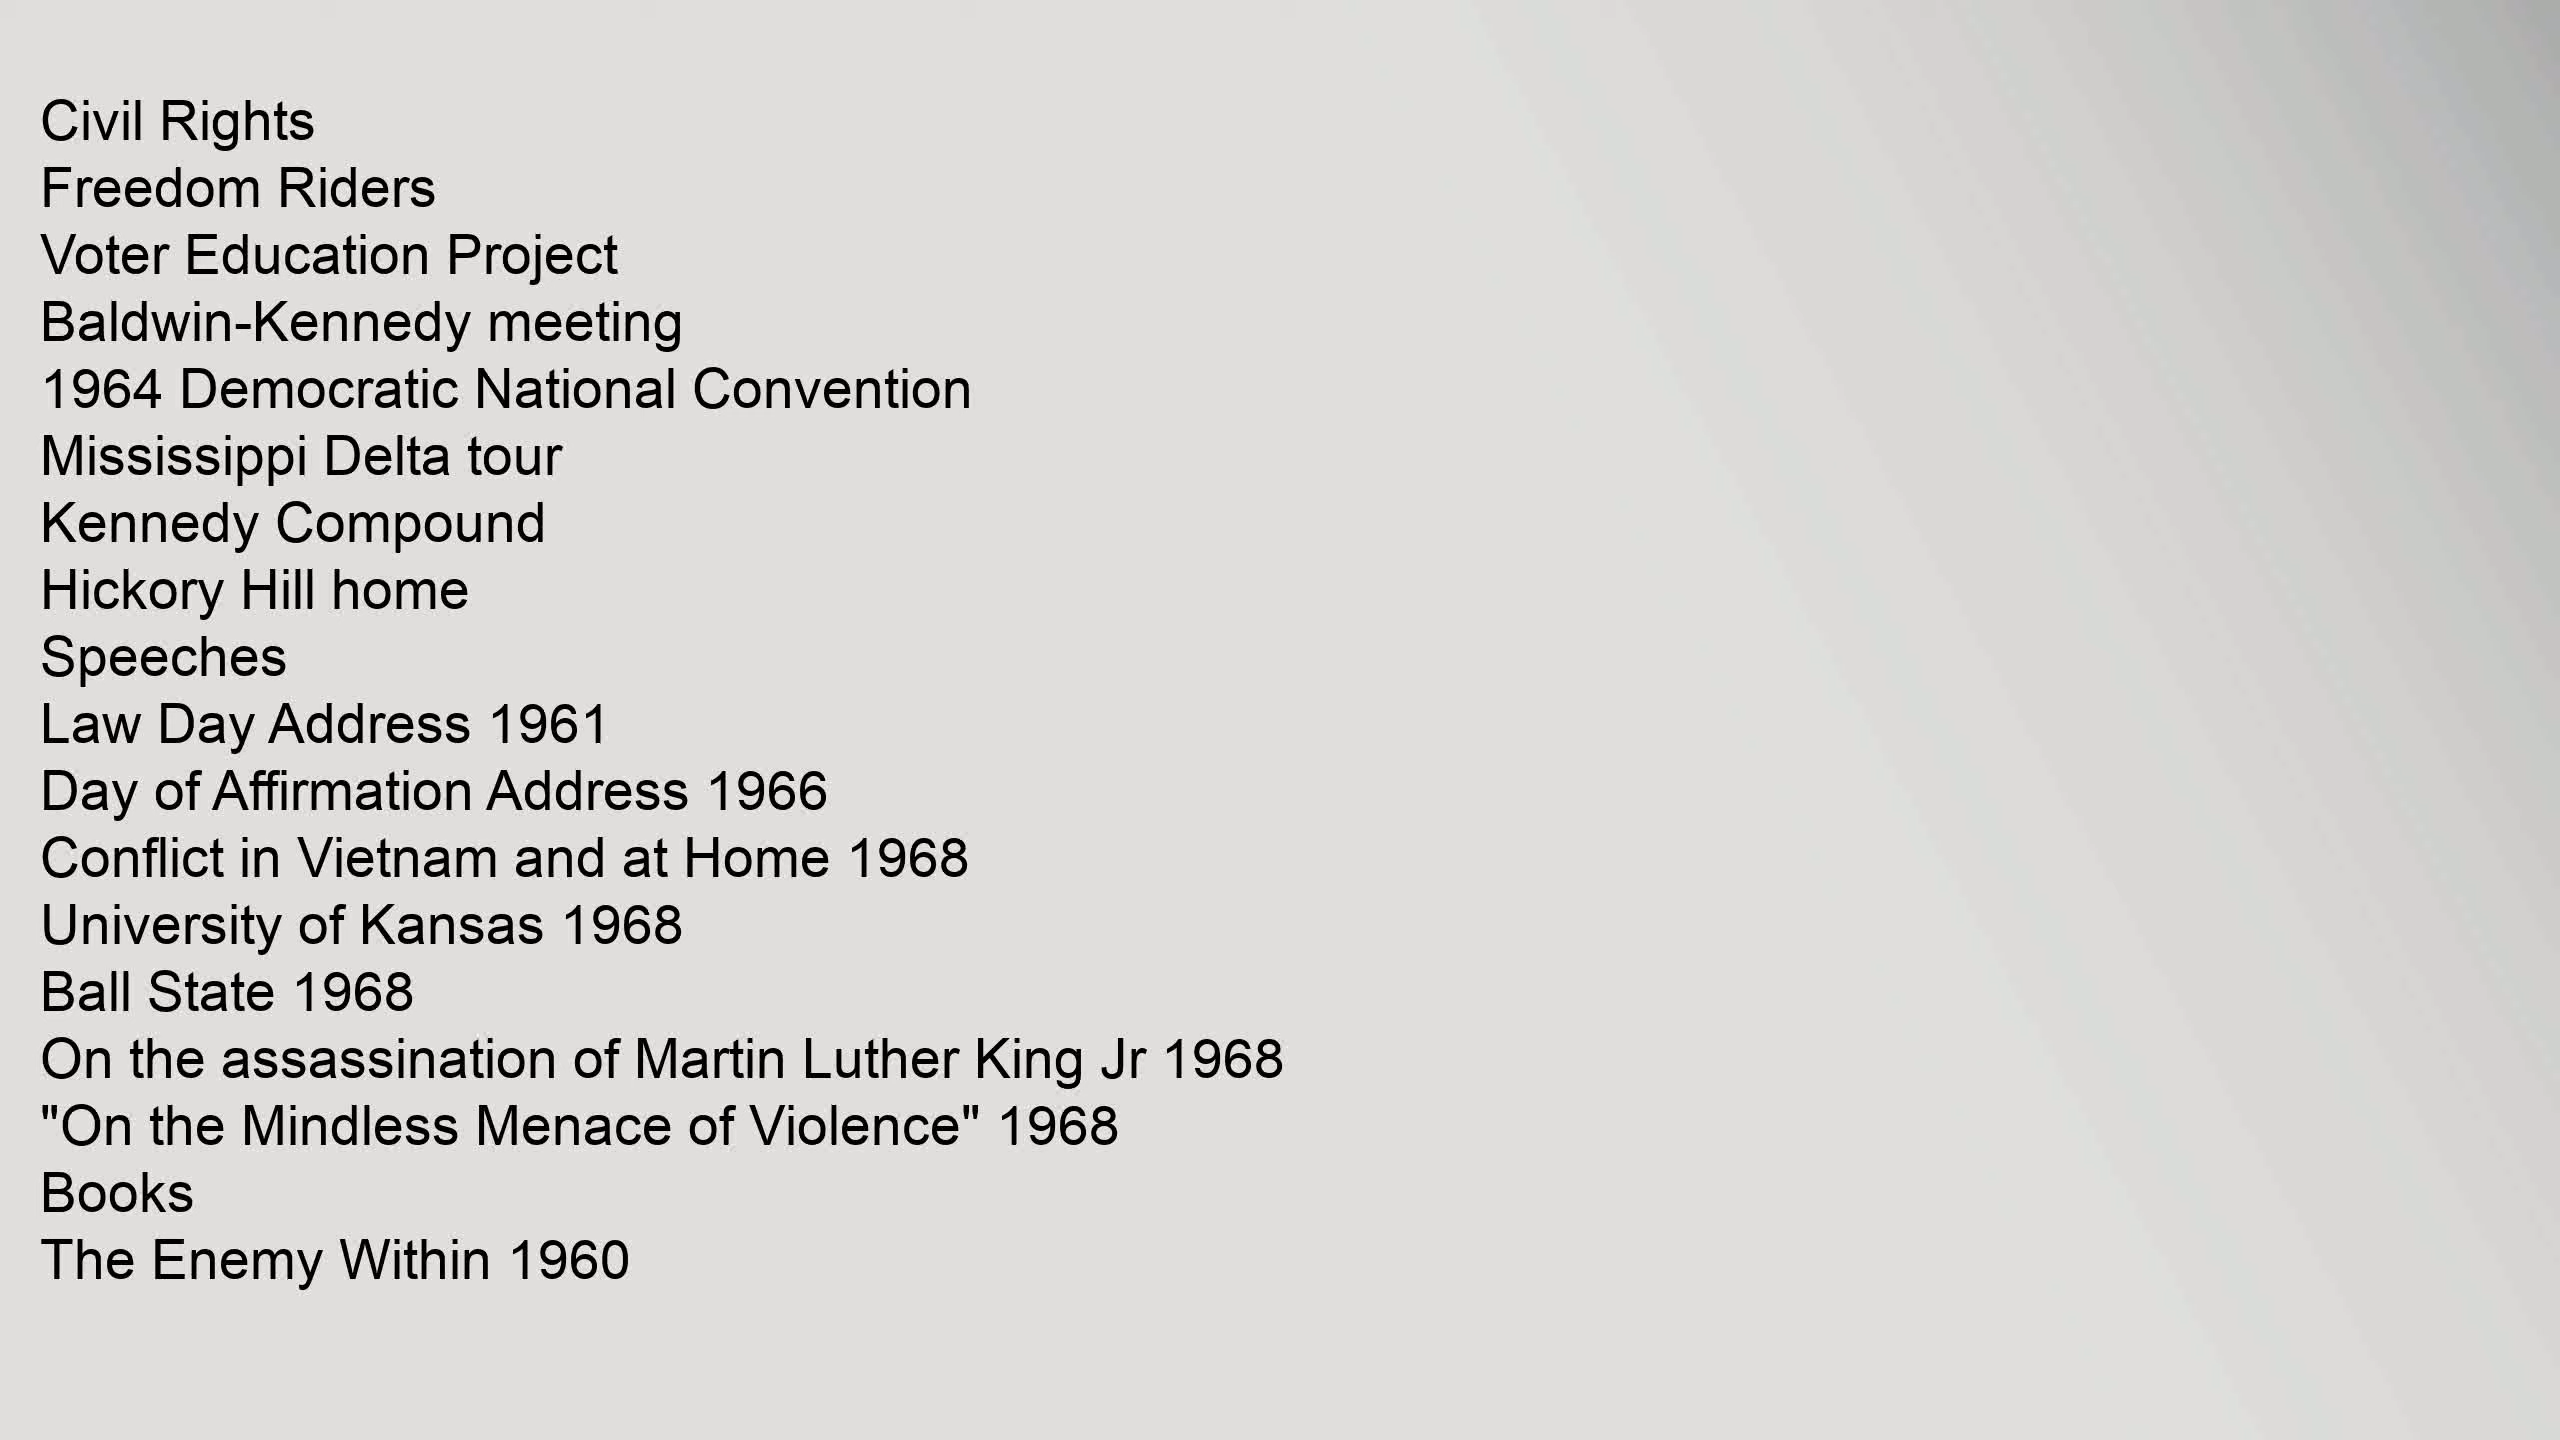 Civil Rights
Freedom Riders
Voter Education Project
Baldwin-Kennedy meeting
1964 Democratic National Convention
Mississippi Delta tour
Kennedy Compound
Hickory Hill home
Speeches
Law Day Address 1961
Day of Affirmation Address 1966
Conflict in Vietnam and at Home 1968
University of Kansas 1968
Ball State 1968
On the assassination of Martin Luther King Jr 1968
"On the Mindless Menace of Violence" 1968
Books
The Enemy Within 1960